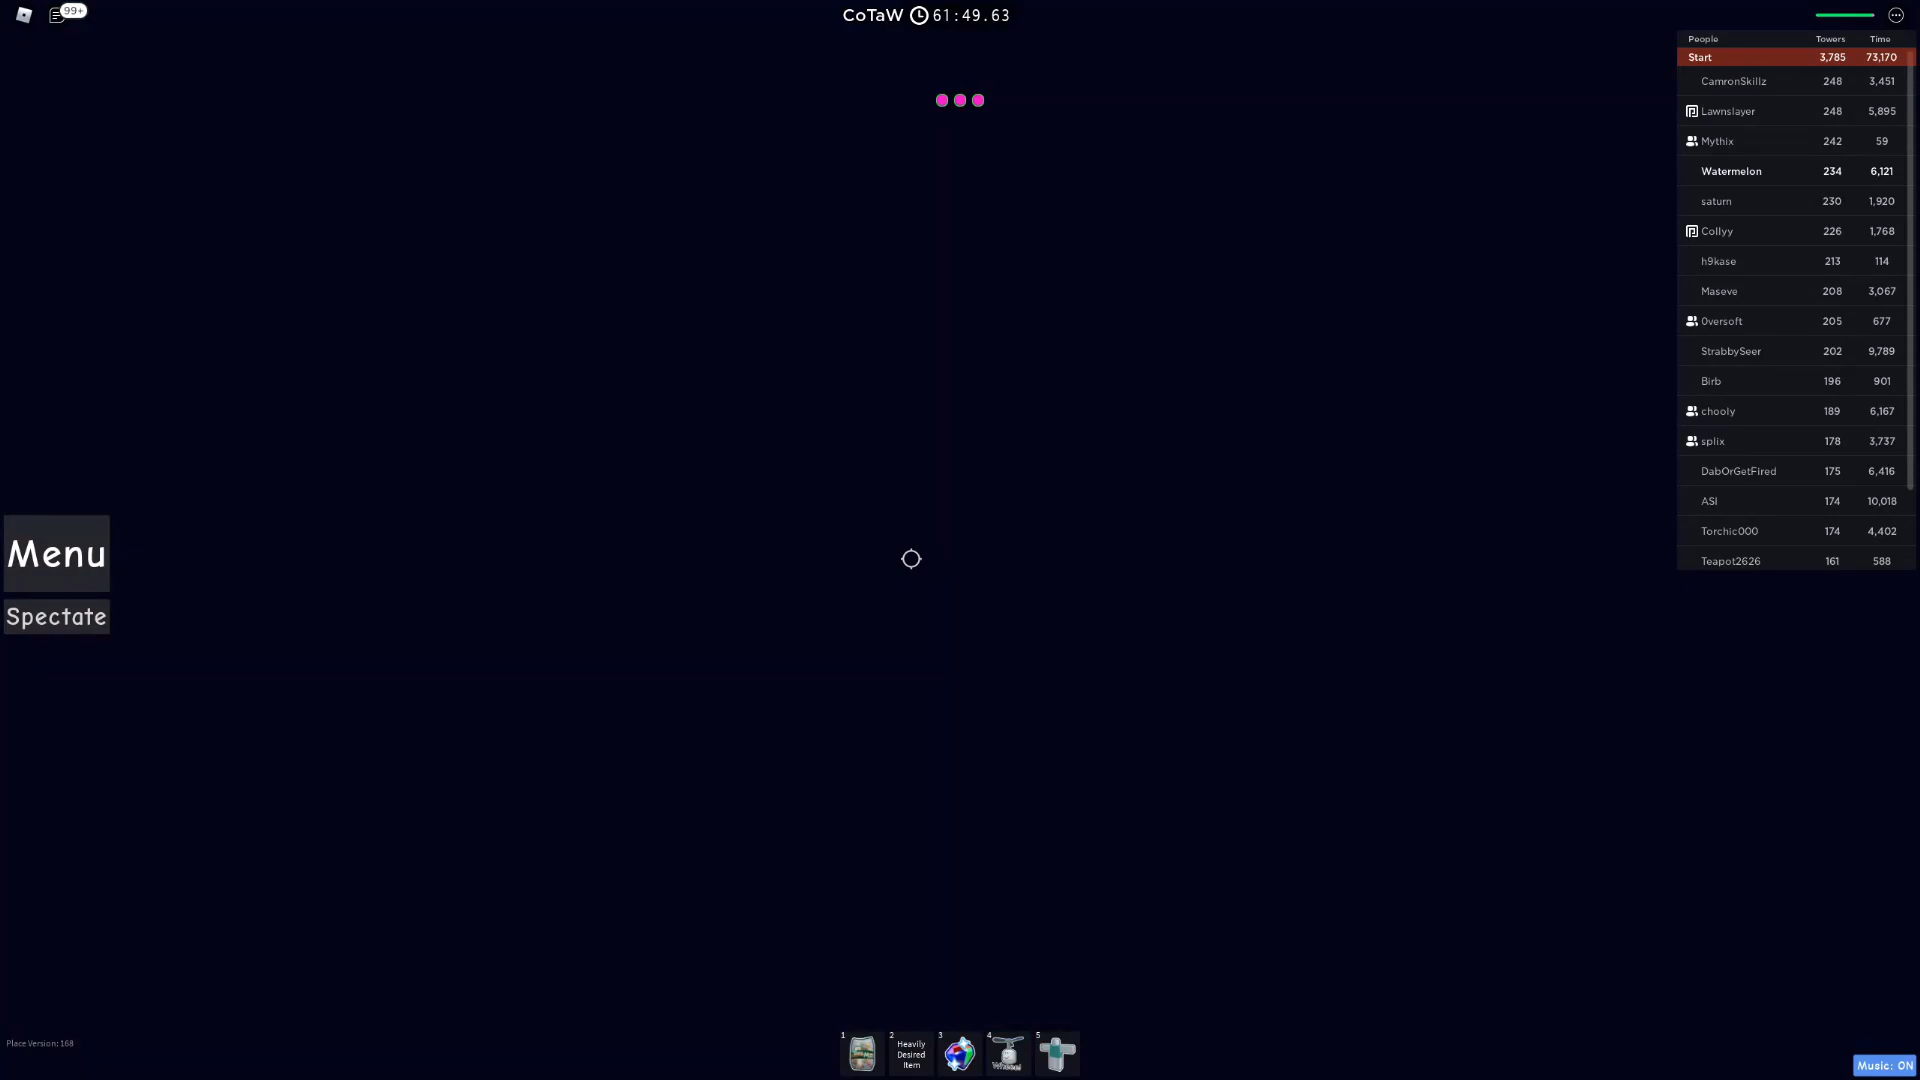 99+
CoTaW 61:49.63
People Towers Time
Start 3,785 73,170
CamronSkillz 248 3,451
Lawnslayer 248 5,895
Mythix 242 59
Watermelon 234 6,121
saturn 230 1,920
Collyy 226 1,768
h9kase 213 114
Maseve 208 3,067
0versoft 205 677
StrabbySeer 202 9,789
Birb 196 901
chooly 189 6,167
splix 178 3,737
DabOrGetFired 175 6,416
ASI 174 10,018
Torchic000 174 4,402
Teapot2626 161 588
Menu
Spectate
Place Version: 168
1 2 3 4 5
Heavily
Desired
Item
Music: ON